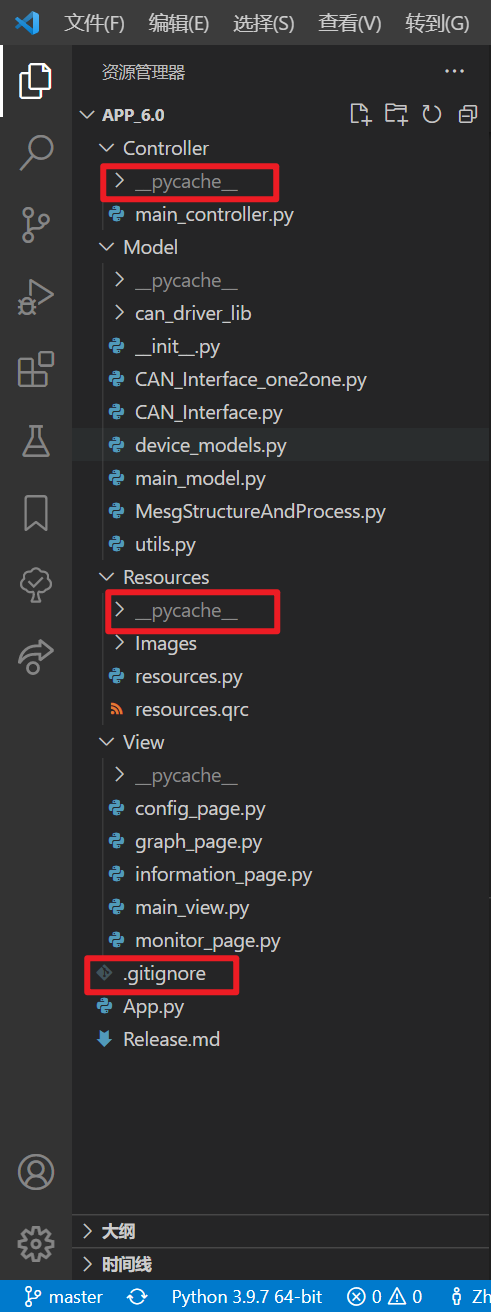 文件(F) 编辑(E) 选择(S) 查看(V) 转到(G)
资源管理器
APP_6.0
Controller
__pycache__
main_controller.py
Model
__pycache__
can_driver_lib
__init__.py
CAN_Interface_one2one.py
CAN_Interface.py
device_models.py
main_model.py
MesgStructureAndProcess.py
utils.py
Resources
__pycache__
Images
resources.py
resources.qrc
View
__pycache__
config_page.py
graph_page.py
information_page.py
main_view.py
monitor_page.py
.gitignore
App.py
Release.md
大纲
时间线
master Python 3.9.7 64-bit 0 0 Zh